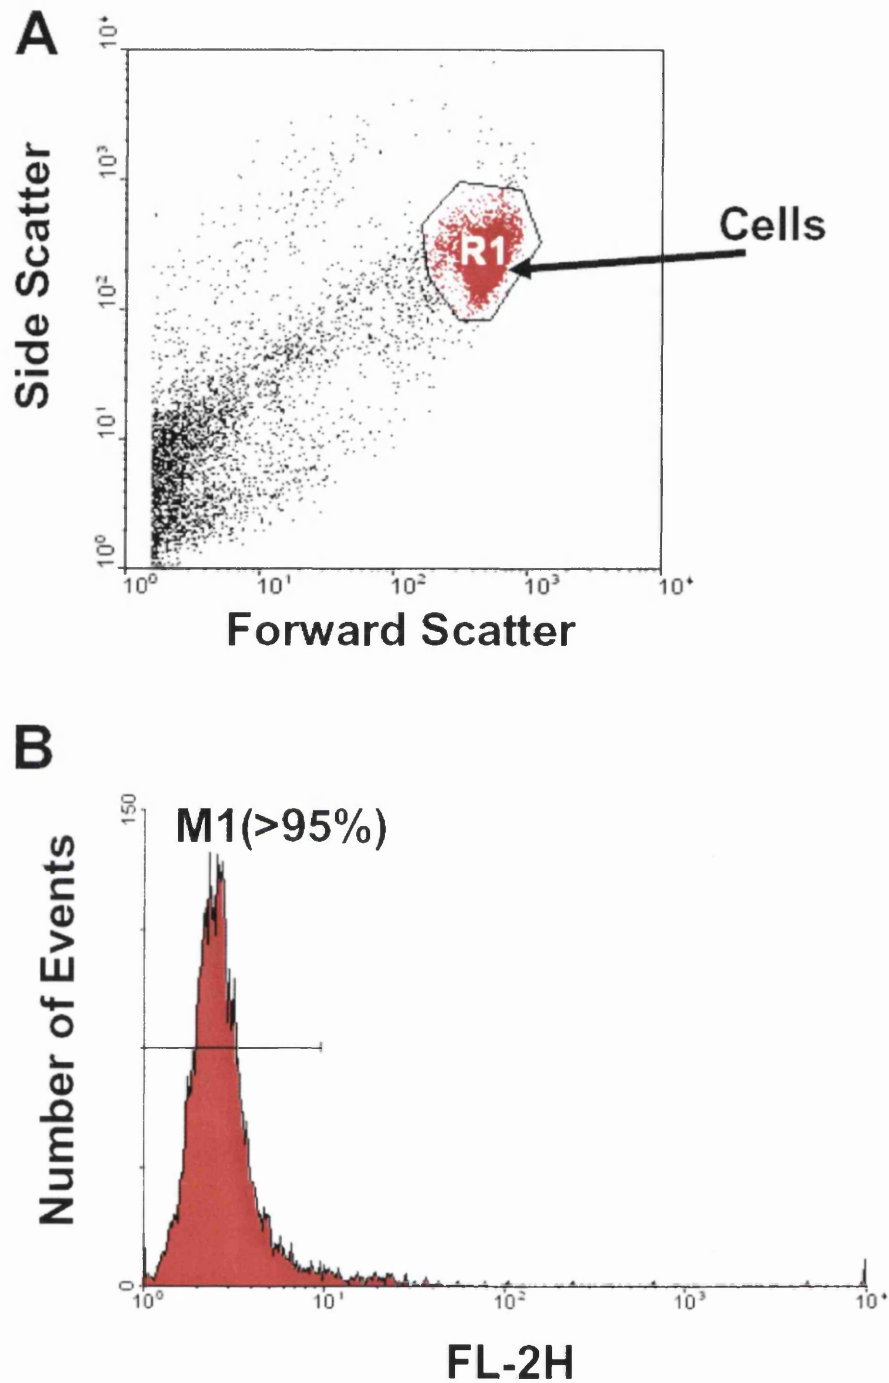 A
Side Scatter
10⁴
10³
10²
10¹
10⁰
R1
Cells
10⁰ 10¹ 10² 10³ 10⁴
Forward Scatter
B
Number of Events
150
0
M1(>95%)
10⁰ 10¹ 10² 10³ 10⁴
FL-2H